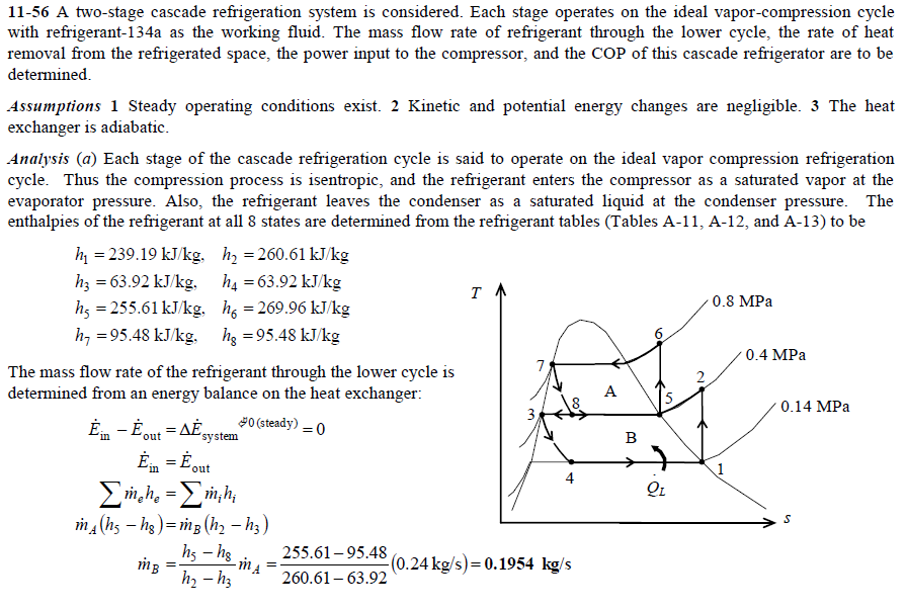 11-56 A two-stage cascade refrigeration system is considered. Each stage operates on the ideal vapor-compression cycle
with refrigerant-134a as the working fluid. The mass flow rate of refrigerant through the lower cycle, the rate of heat
removal from the refrigerated space, the power input to the compressor, and the COP of this cascade refrigerator are to be
determined.
Assumptions 1 Steady operating conditions exist. 2 Kinetic and potential energy changes are negligible. 3 The heat
exchanger is adiabatic.
Analysis (a) Each stage of the cascade refrigeration cycle is said to operate on the ideal vapor compression refrigeration
cycle. Thus the compression process is isentropic, and the refrigerant enters the compressor as a saturated vapor at the
evaporator pressure. Also, the refrigerant leaves the condenser as a saturated liquid at the condenser pressure. The
enthalpies of the refrigerant at all 8 states are determined from the refrigerant tables (Tables A-11, A-12, and A-13) to be
h₁ = 239.19 kJ/kg, h₂ = 260.61 kJ/kg
h₃ = 63.92 kJ/kg, h₄ = 63.92 kJ/kg
h₅ = 255.61 kJ/kg, h₆ = 269.96 kJ/kg
h₇ = 95.48 kJ/kg, h₈ = 95.48 kJ/kg
The mass flow rate of the refrigerant through the lower cycle is
determined from an energy balance on the heat exchanger:
Ėin − Ėout = ΔĖsystem ↗0 (steady) = 0
Ėin = Ėout
∑ṁₑhₑ = ∑ṁᵢhᵢ
ṁA(h₅ − h₈) = ṁB(h₂ − h₃)
ṁB = (h₅ − h₈)/(h₂ − h₃) ṁA = (255.61 − 95.48)/(260.61 − 63.92) (0.24 kg/s) = 0.1954 kg/s
T
0.8 MPa
6
0.4 MPa
7
2
A
8
5
0.14 MPa
3
B
1
4
Q̇L
s